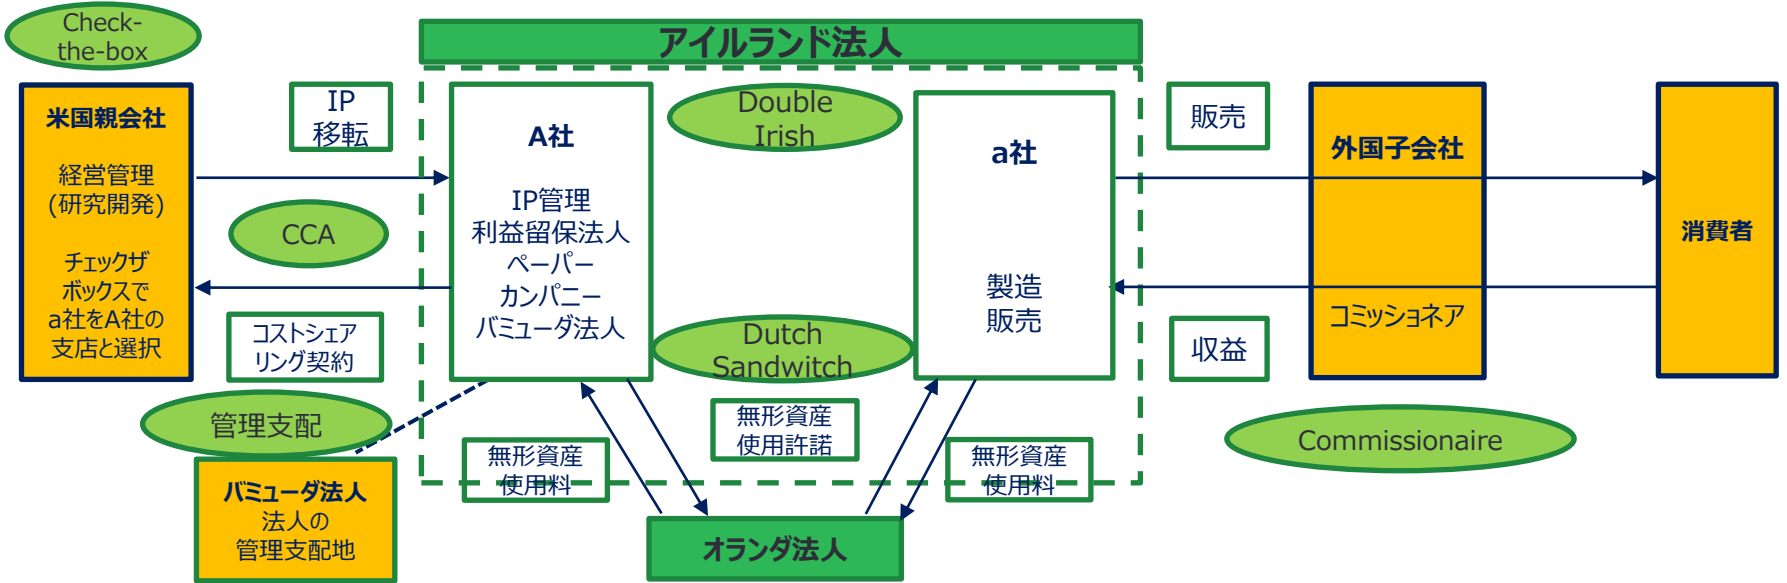 Check-
the-box
アイルランド法人
米国親会社
経営管理
(研究開発)
チェックザ
ボックスで
a社をA社の
支店と選択
IP
移転
CCA
コストシェア
リング契約
管理支配
バミューダ法人
法人の
管理支配地
A社
IP管理
利益留保法人
ペーパー
カンパニー
バミューダ法人
Double
Irish
Dutch
Sandwitch
a社
製造
販売
無形資産
使用料
無形資産
使用許諾
無形資産
使用料
オランダ法人
販売
収益
外国子会社
コミッショネア
Commissionaire
消費者